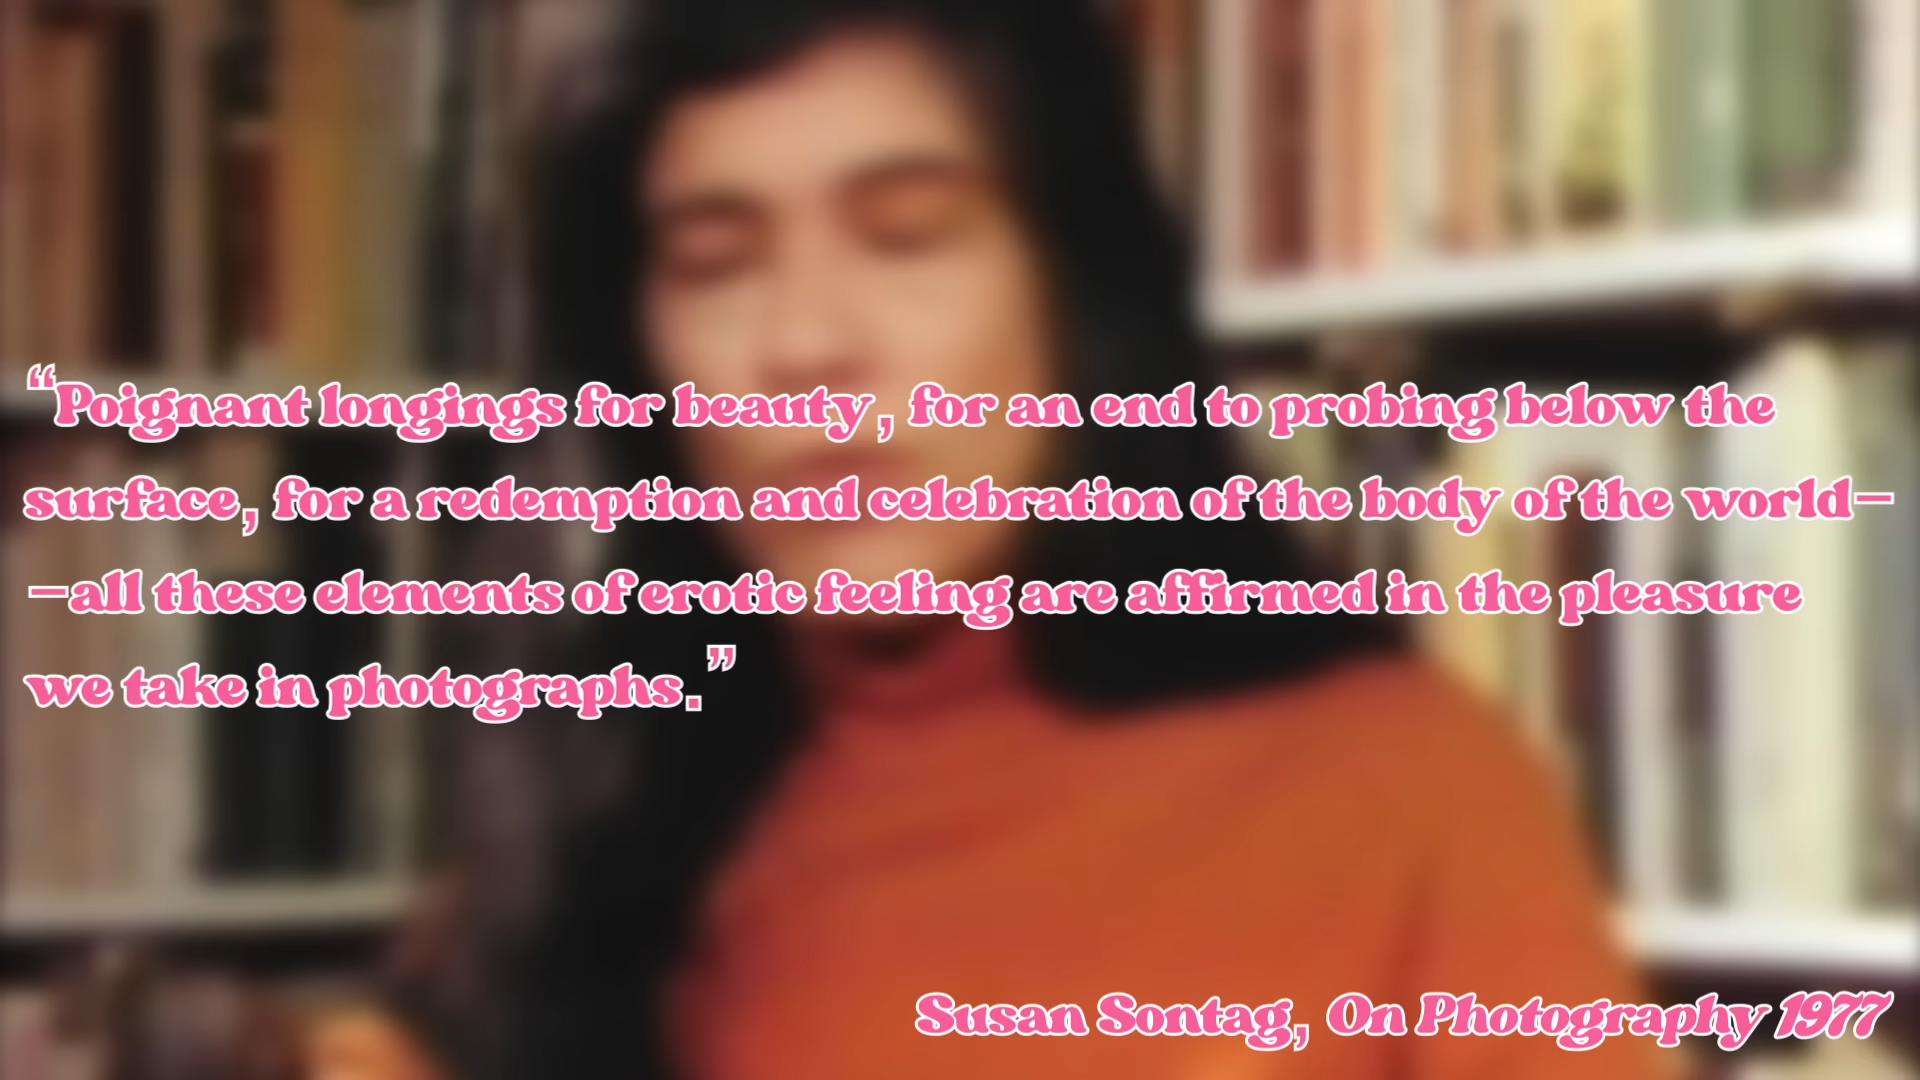 “Poignant longings for beauty, for an end to probing below the
surface, for a redemption and celebration of the body of the world—
—all these elements of erotic feeling are affirmed in the pleasure
we take in photographs.”
Susan Sontag, On Photography 1977